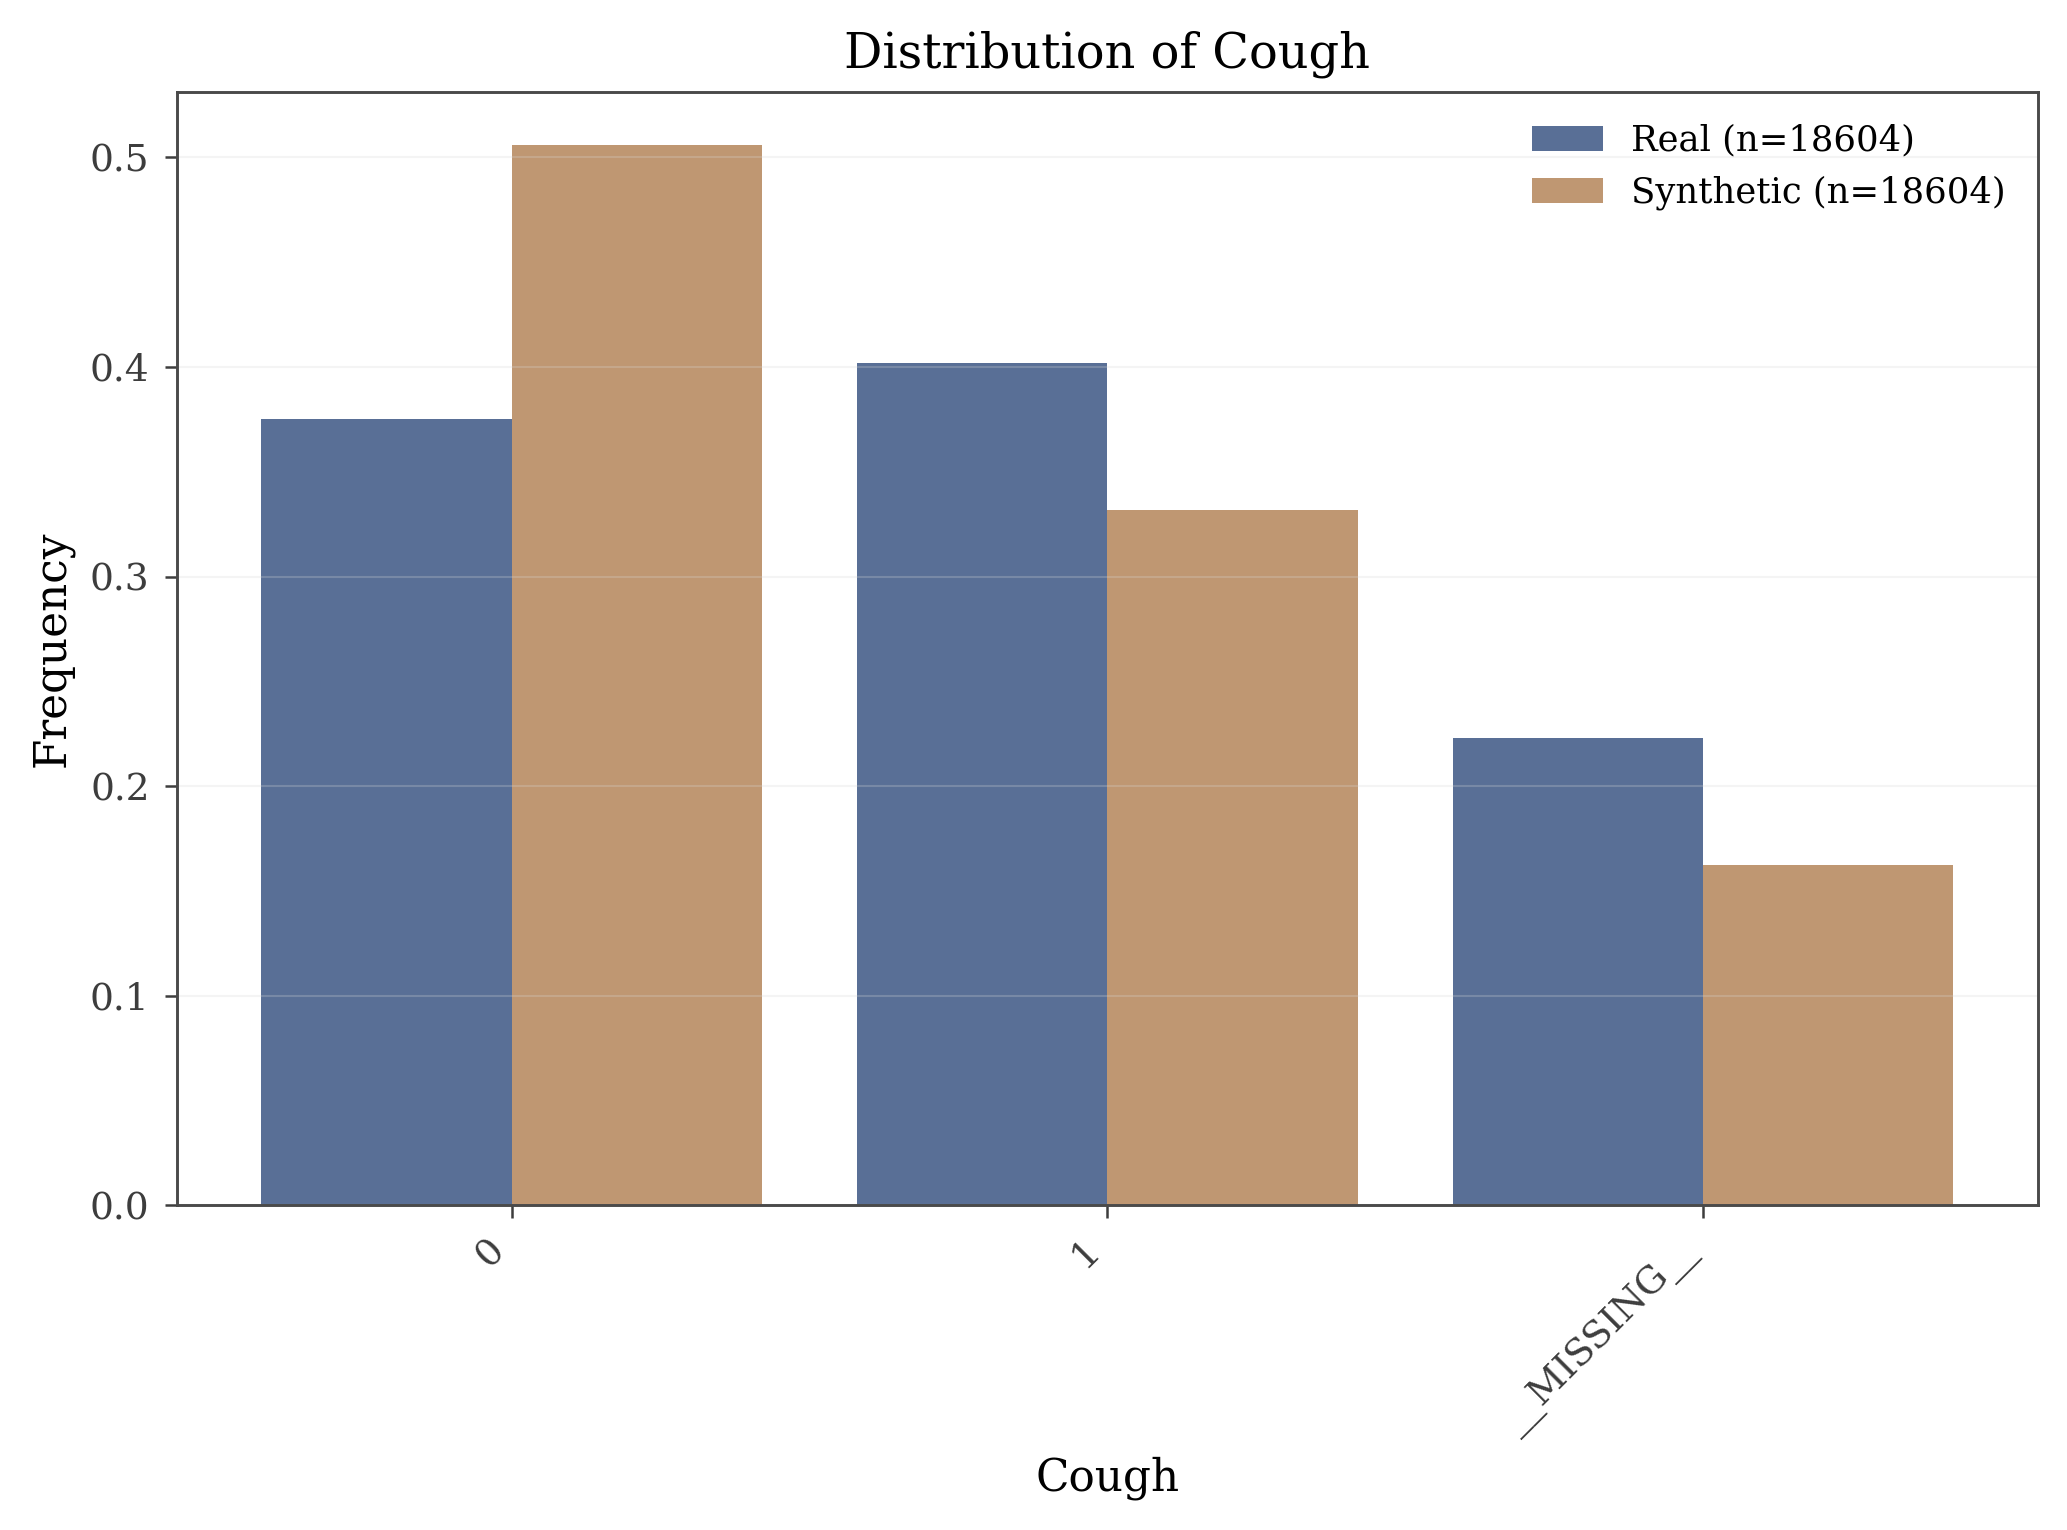 Distribution of Cough
Real (n=18604)
Synthetic (n=18604)
Frequency
0.5
0.4
0.3
0.2
0.1
0.0
0
1
__MISSING__
Cough